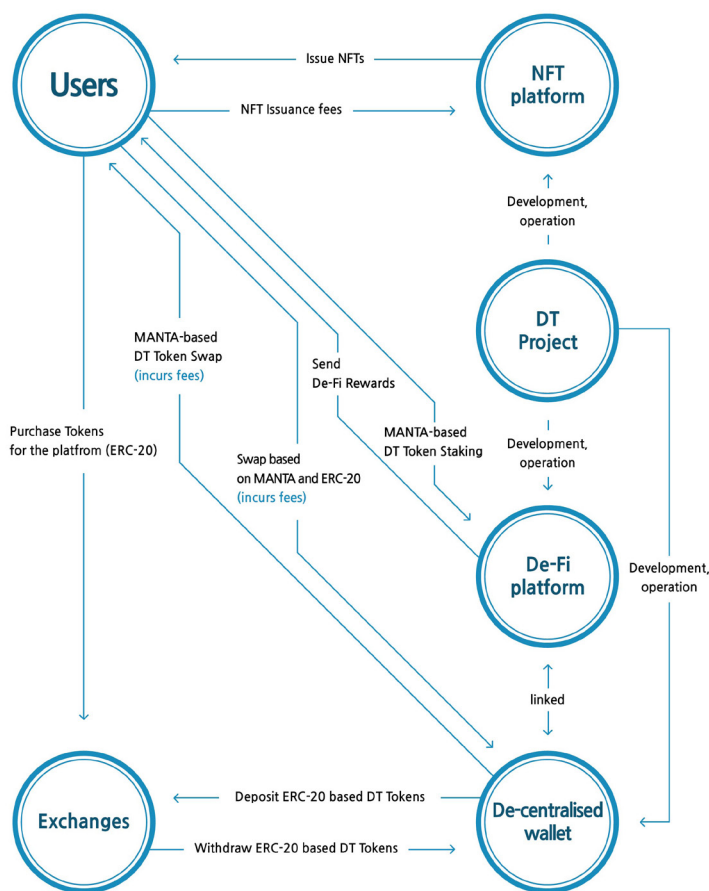 Users
Issue NFTs
NFT Issuance fees
NFT
platform
Development,
operation
DT
Project
MANTA-based
DT Token Swap
(incurs fees)
Send
De-Fi Rewards
Purchase Tokens
for the platfrom (ERC-20)
Swap based
on MANTA and ERC-20
(incurs fees)
MANTA-based
DT Token Staking
Development,
operation
De-Fi
platform
Development,
operation
linked
Exchanges
Deposit ERC-20 based DT Tokens
Withdraw ERC-20 based DT Tokens
De-centralised
wallet